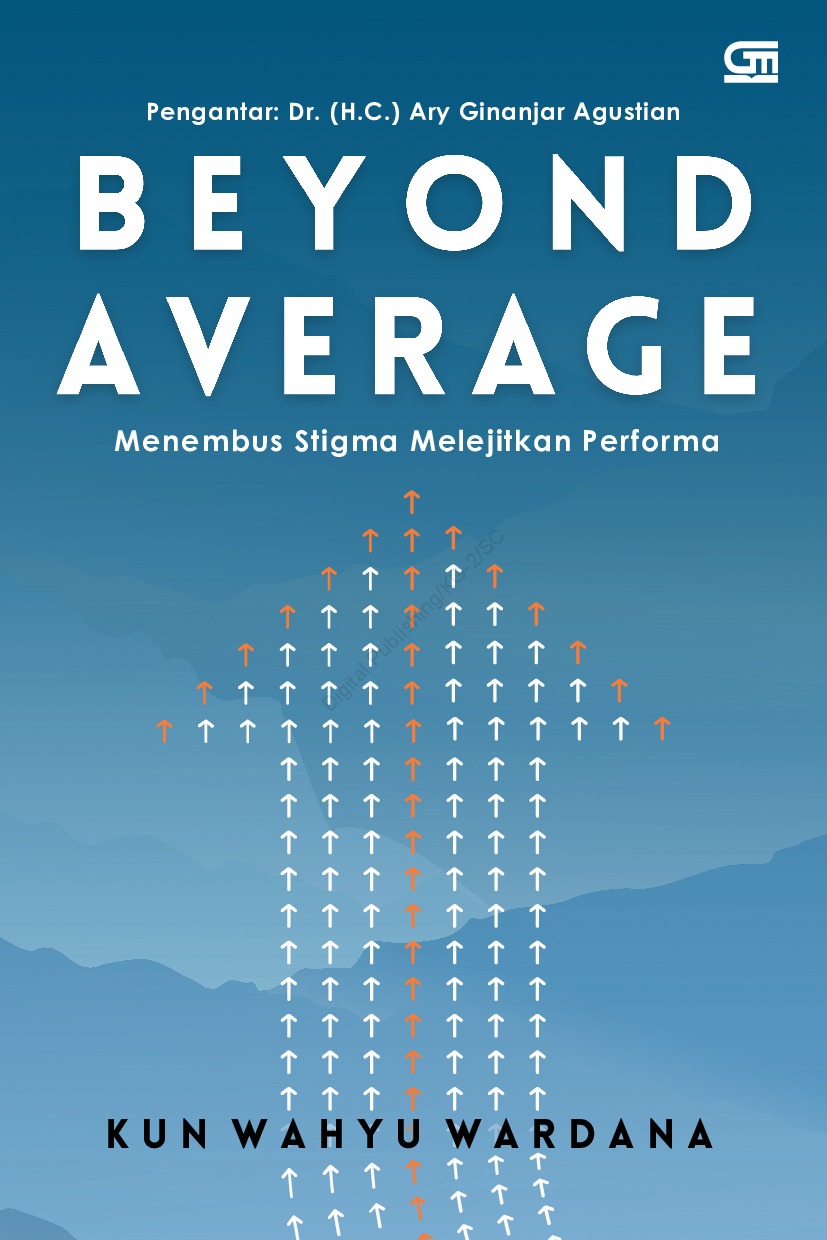 GM
Pengantar: Dr. (H.C.) Ary Ginanjar Agustian
BEYOND
AVERAGE
Menembus Stigma Melejitkan Performa
Digital Publishing/KG-2/SC
KUN WAHYU WARDANA